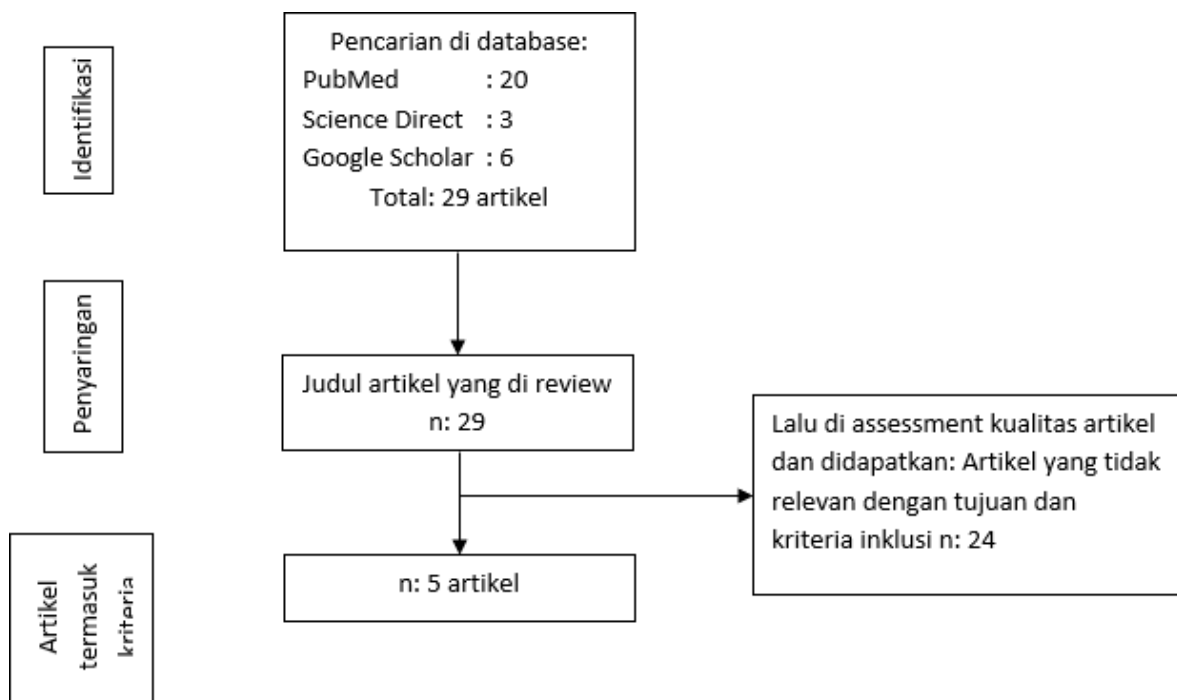 Identifikasi
Pencarian di database:
PubMed : 20
Science Direct : 3
Google Scholar : 6
Total: 29 artikel
Penyaringan
Judul artikel yang di review
n: 29
Lalu di assessment kualitas artikel
dan didapatkan: Artikel yang tidak
relevan dengan tujuan dan
kriteria inklusi n: 24
Artikel
termasuk
kriteria
n: 5 artikel